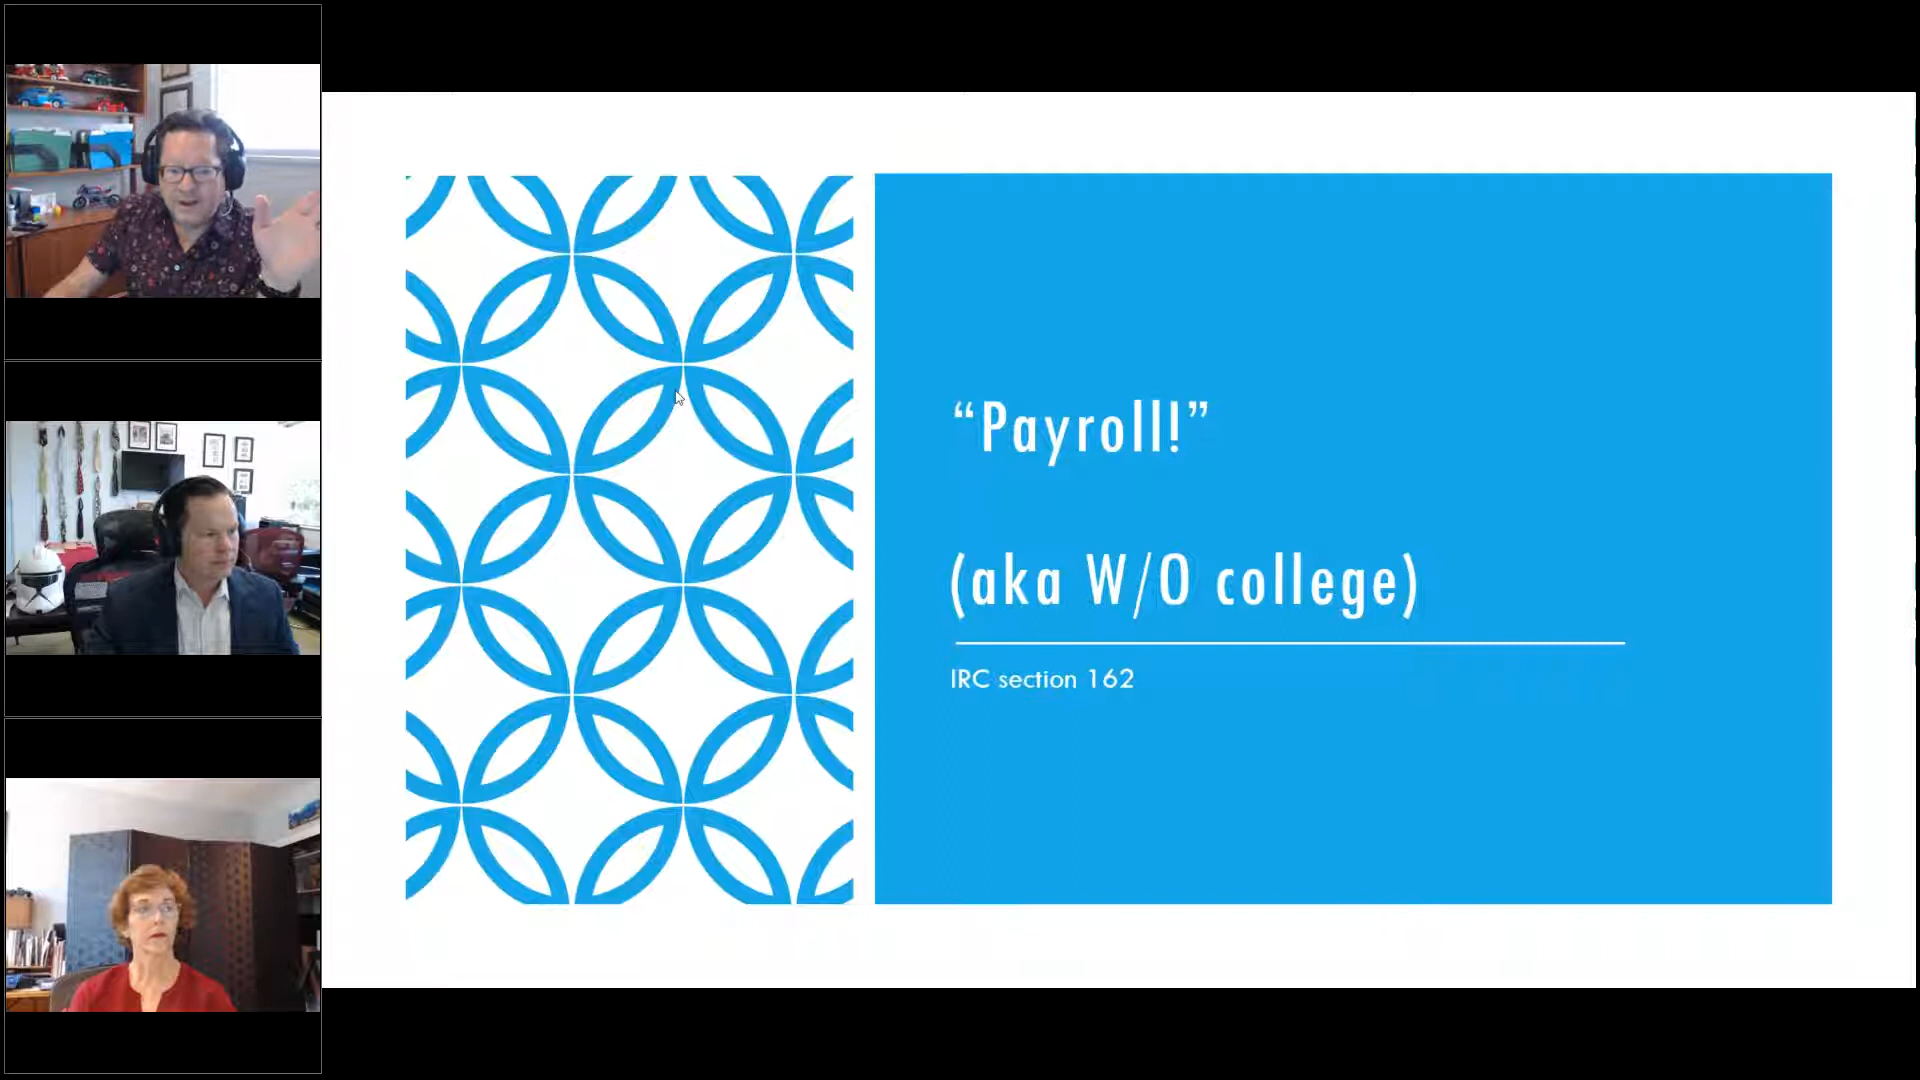 “Payroll!”
(aka W/O college)
IRC section 162